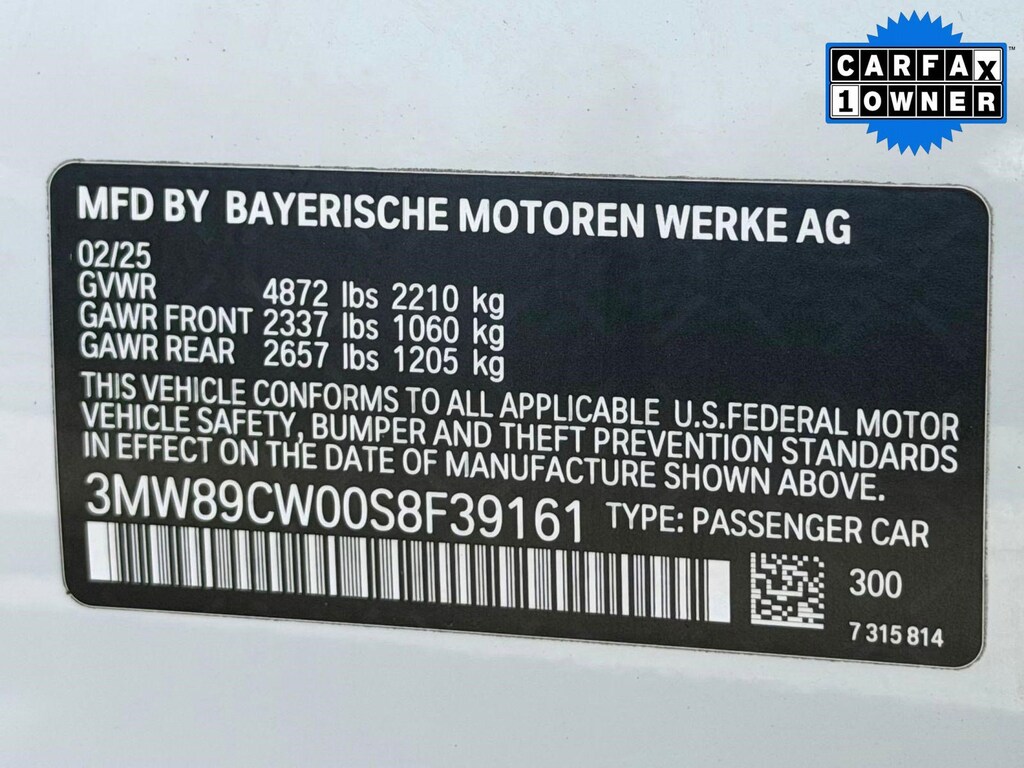 CARFAX™
1 OWNER
MFD BY BAYERISCHE MOTOREN WERKE AG
02/25
GVWR 4872 lbs 2210 kg
GAWR FRONT 2337 lbs 1060 kg
GAWR REAR 2657 lbs 1205 kg
THIS VEHICLE CONFORMS TO ALL APPLICABLE U.S.FEDERAL MOTOR
VEHICLE SAFETY, BUMPER AND THEFT PREVENTION STANDARDS
IN EFFECT ON THE DATE OF MANUFACTURE SHOWN ABOVE.
3MW89CW00S8F39161 TYPE: PASSENGER CAR
300
7 315 814